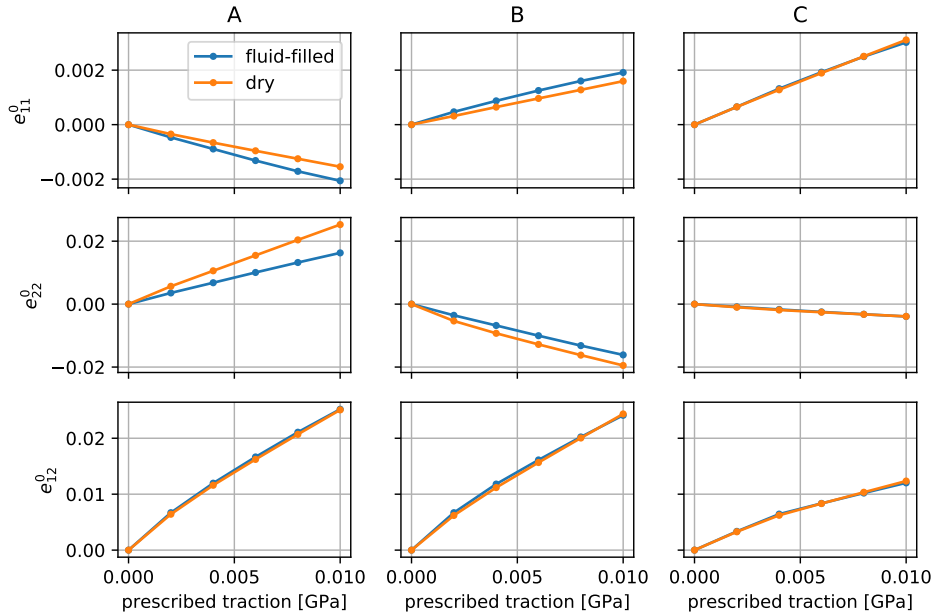 A B C
fluid-filled
dry
0.002
0.000
−0.002
e⁰₁₁
0.02
0.00
−0.02
e⁰₂₂
0.02
0.01
0.00
e⁰₁₂
0.000 0.005 0.010 0.000 0.005 0.010 0.000 0.005 0.010
prescribed traction [GPa] prescribed traction [GPa] prescribed traction [GPa]